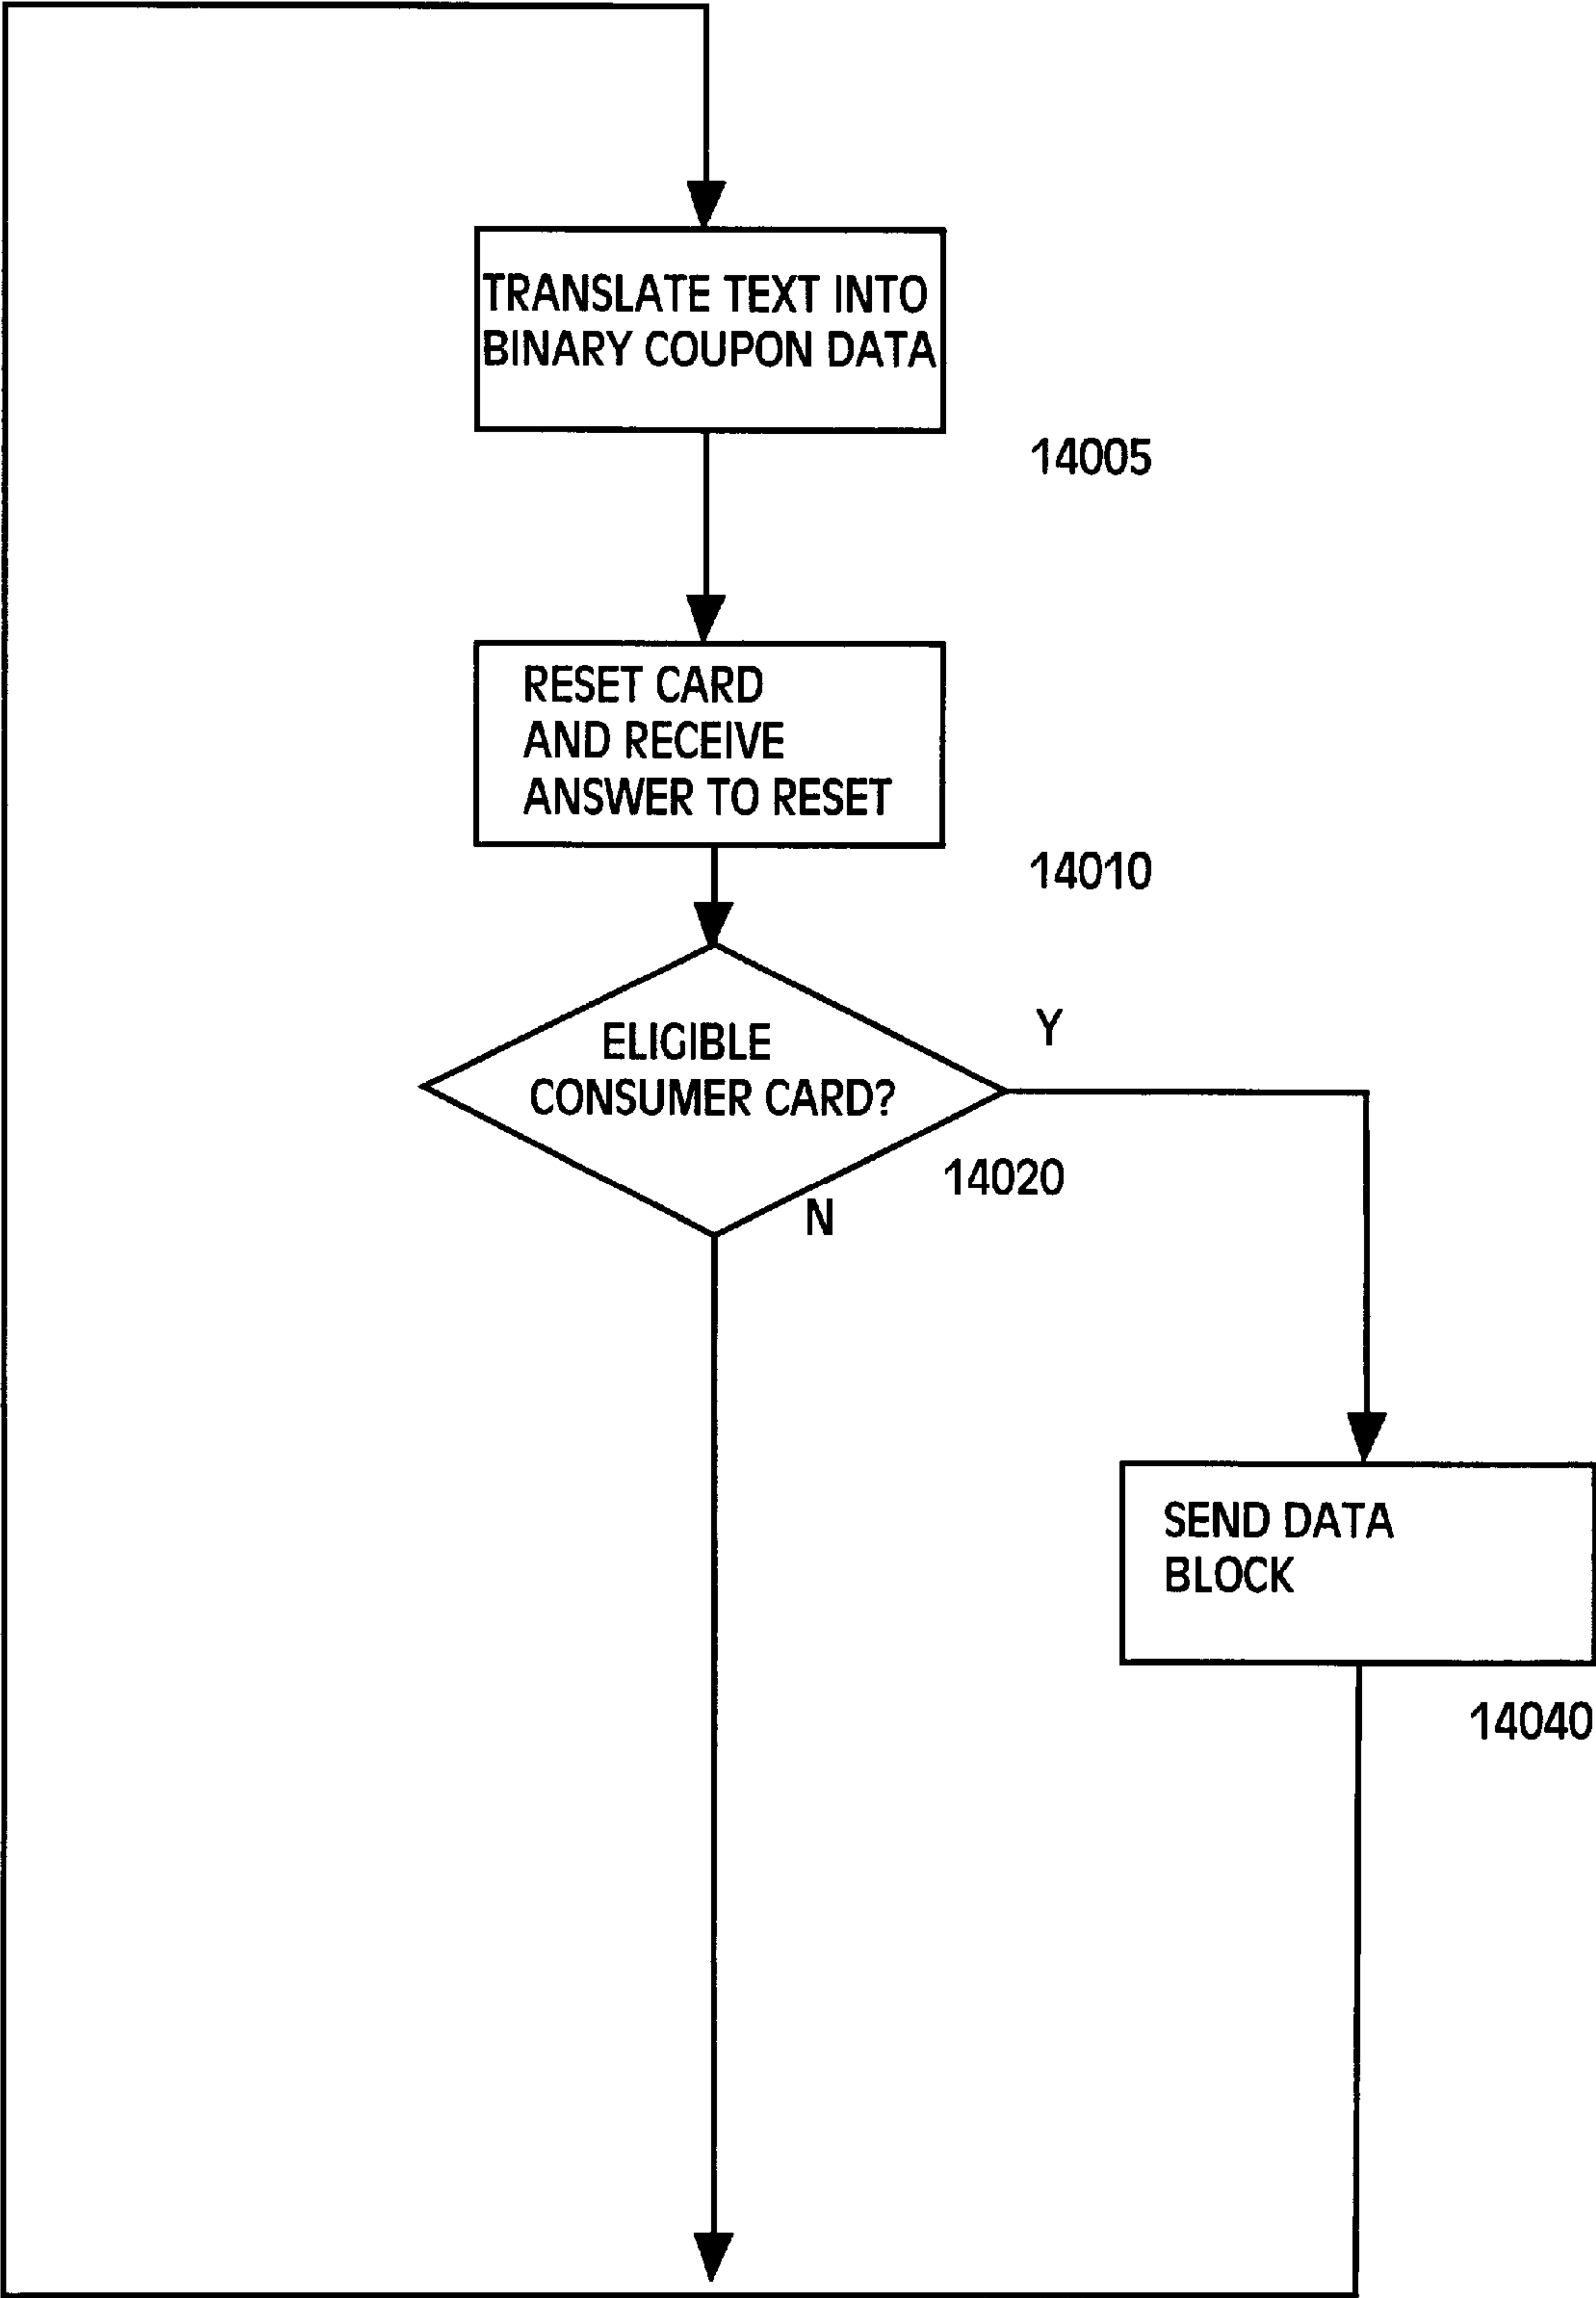 TRANSLATE TEXT INTO
BINARY COUPON DATA
14005
RESET CARD
AND RECEIVE
ANSWER TO RESET
14010
ELIGIBLE
CONSUMER CARD?
Y
14020
N
SEND DATA
BLOCK
14040